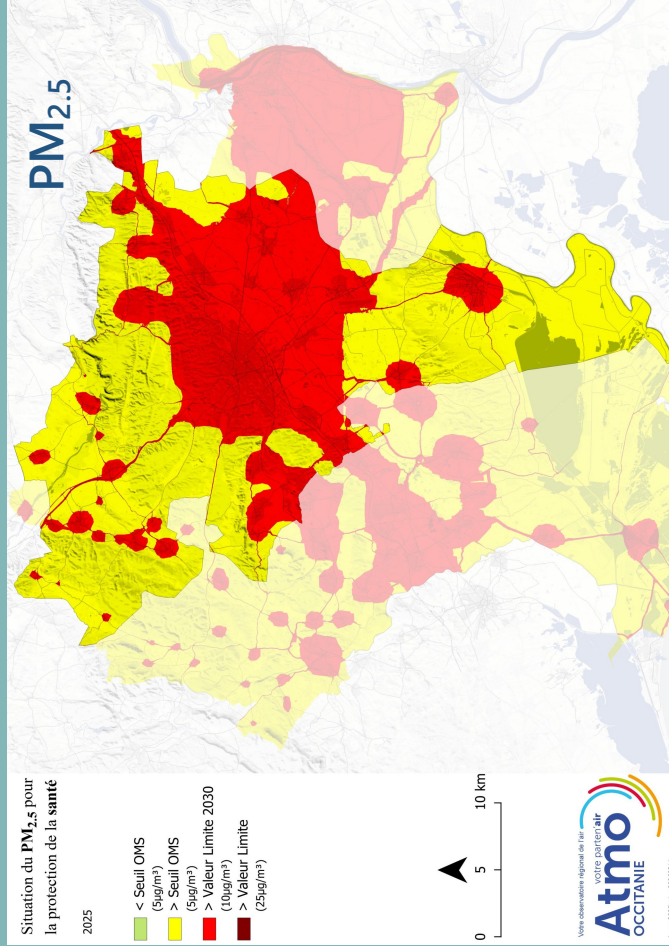 PM2.5
Situation du PM2.5 pour
la protection de la santé
2025
< Seuil OMS
(5µg/m³)
> Seuil OMS
(5µg/m³)
> Valeur Limite 2030
(10µg/m³)
> Valeur Limite
(25µg/m³)
0 5 10 km
Votre observatoire régional de l'air
votre parten'air
Atmo
OCCITANIE